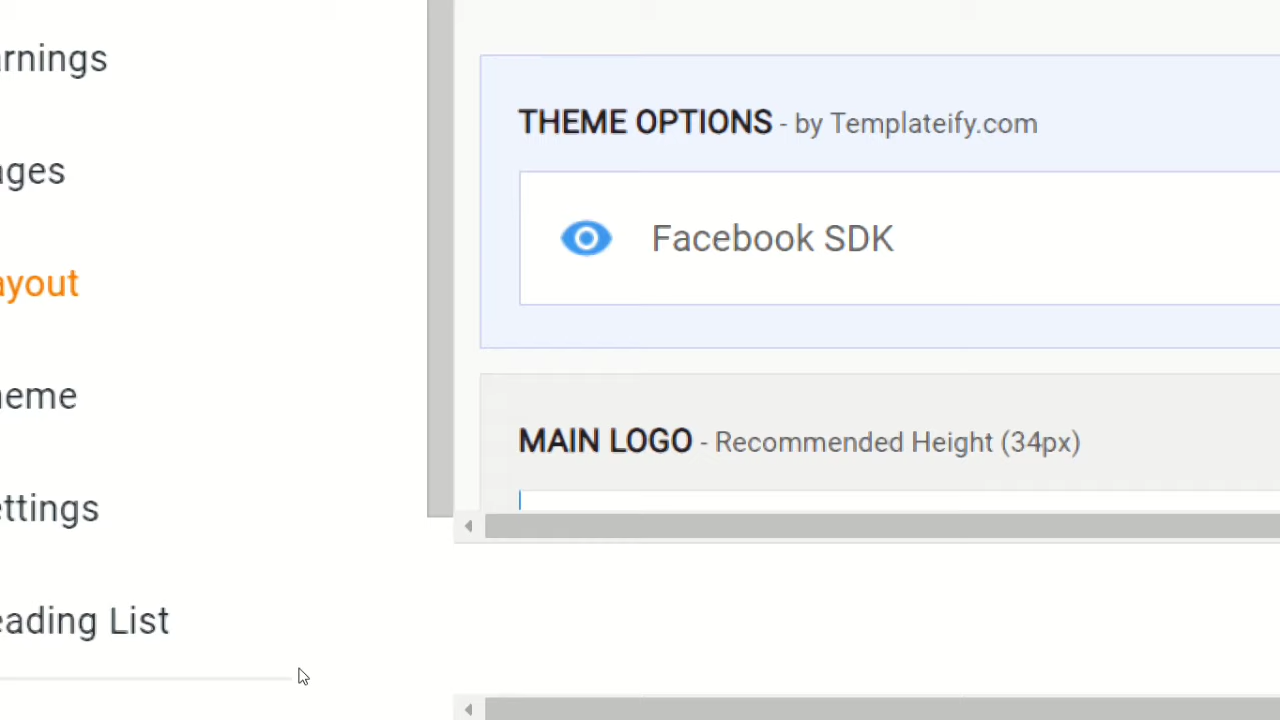 arnings
ages
ayout
heme
ettings
eading List
THEME OPTIONS - by Templateify.com
Facebook SDK
MAIN LOGO - Recommended Height (34px)